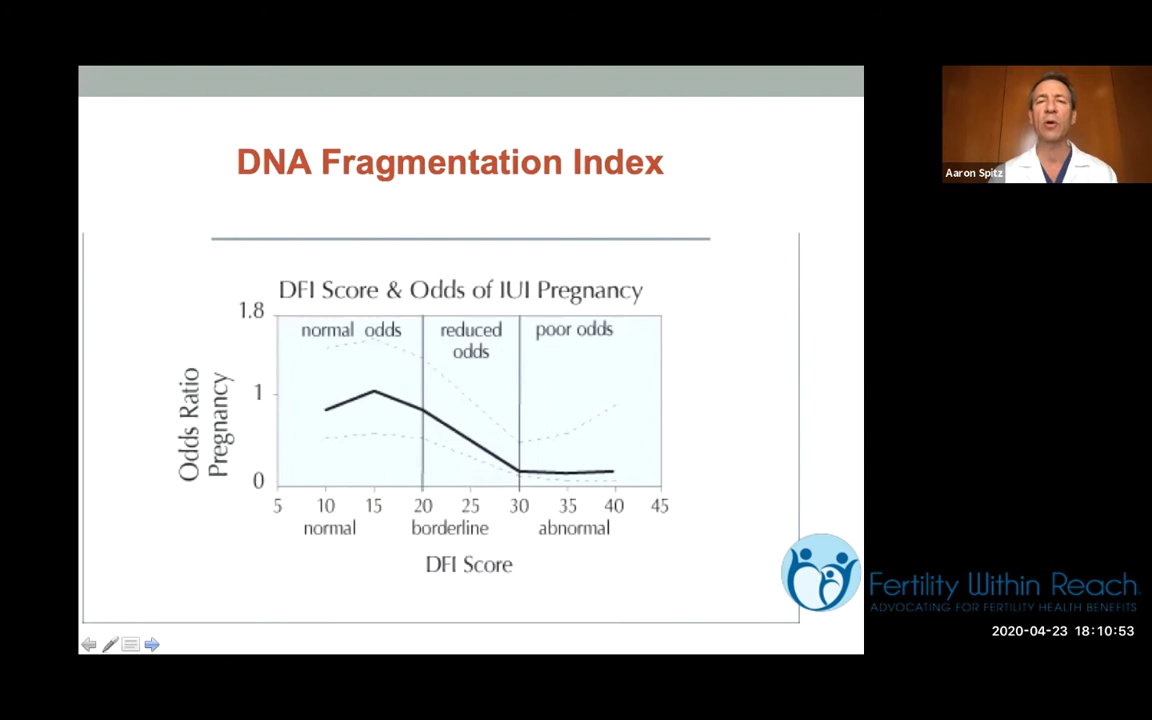 DNA Fragmentation Index
DFI Score & Odds of IUI Pregnancy
1.8
normal odds
reduced
odds
poor odds
Odds Ratio
Pregnancy
1
0
5 10 15 20 25 30 35 40 45
normal borderline abnormal
DFI Score
Aaron Spitz
Fertility Within Reach
ADVOCATING FOR FERTILITY HEALTH BENEFITS
2020-04-23 18:10:53